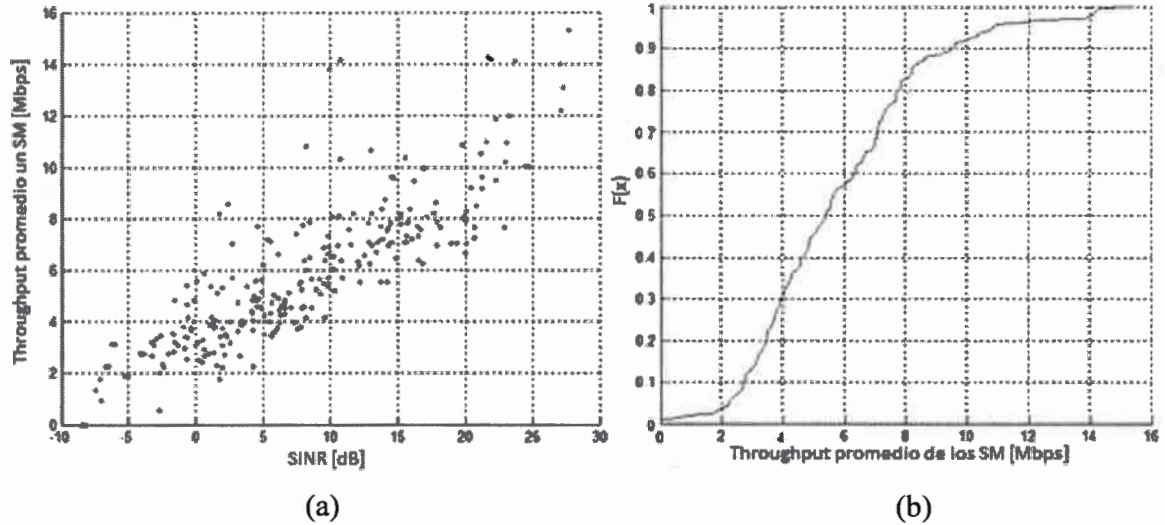 16
14
12
10
8
6
4
2
0
Throughput promedio un SM [Mbps]
-10 -5 0 5 10 15 20 25 30
SINR [dB]
(a)
1
0.9
0.8
0.7
0.6
0.5
0.4
0.3
0.2
0.1
0
F(x)
0 2 4 6 8 10 12 14 16
Throughput promedio de los SM [Mbps]
(b)